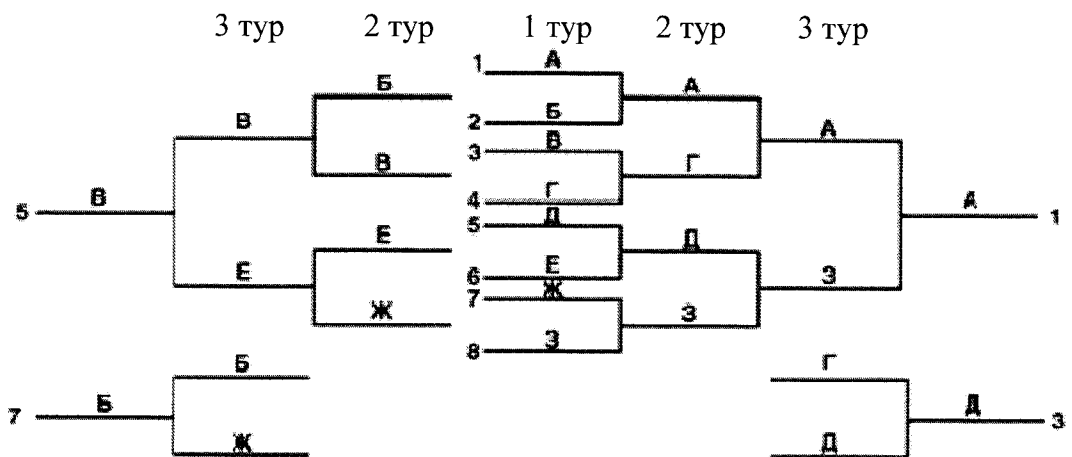 3 тур 2 тур 1 тур 2 тур 3 тур
1 А
Б А
Б
2
В В А
3
В Г
Г
4
5 В Д А 1
5
Е Д
Е
6
Е Ж З
7
Ж З
З
8
Б Г
7 Б Д 3
Ж Д